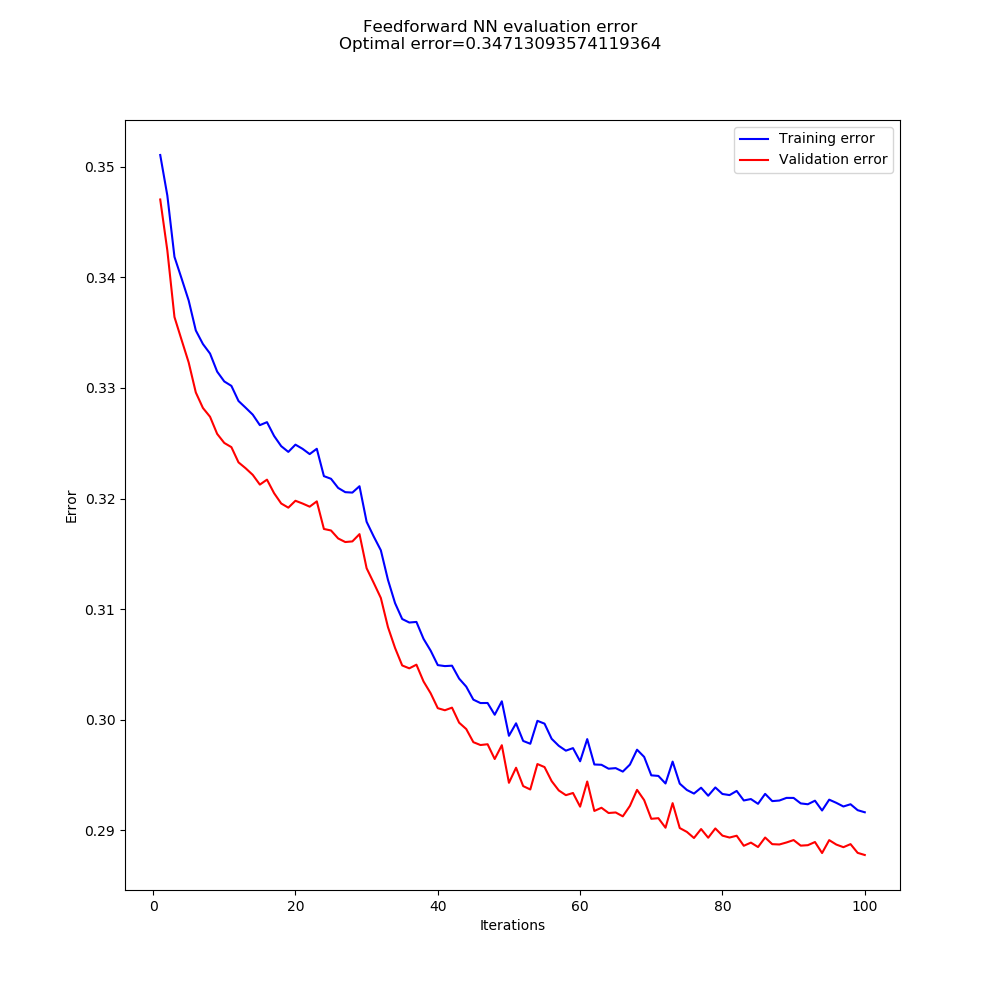 Feedforward NN evaluation error
Optimal error=0.34713093574119364
Training error
Validation error
0.35
0.34
0.33
0.32
0.31
0.30
0.29
Error
0 20 40 60 80 100
Iterations